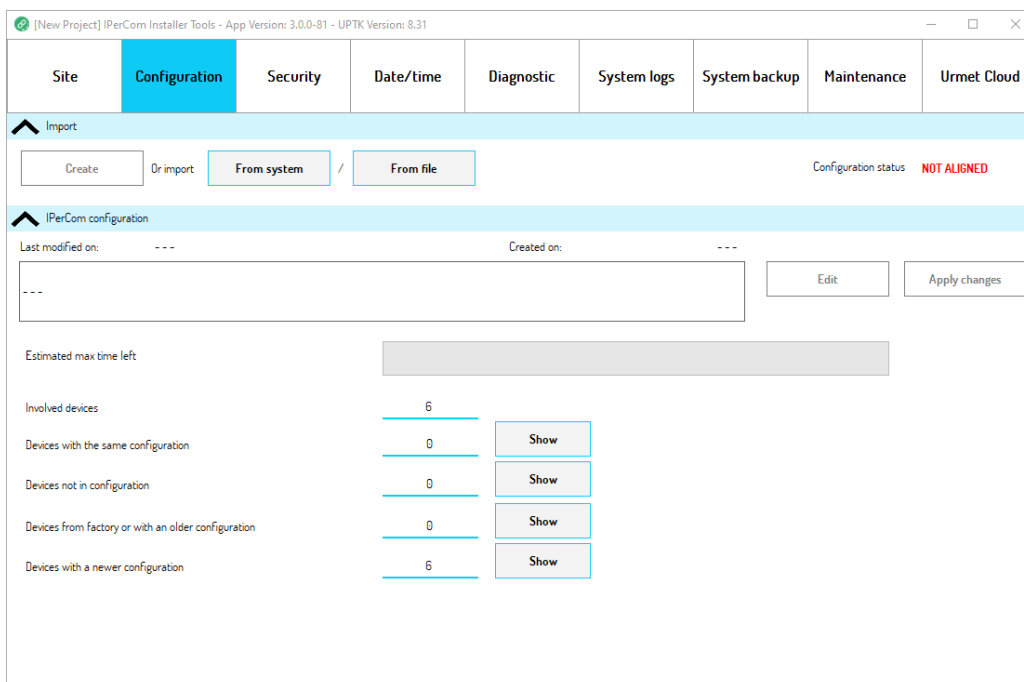 [New Project] IPerCom Installer Tools - App Version: 3.0.0-81 - UPTK Version: 8.31
Site Configuration Security Date/time Diagnostic System logs System backup Maintenance Urmet Cloud
Import
Create Or import From system / From file Configuration status NOT ALIGNED
IPerCom configuration
Last modified on: --- Created on: ---
--- Edit Apply changes
Estimated max time left
Involved devices 6
Devices with the same configuration 0 Show
Devices not in configuration 0 Show
Devices from factory or with an older configuration 0 Show
Devices with a newer configuration 6 Show